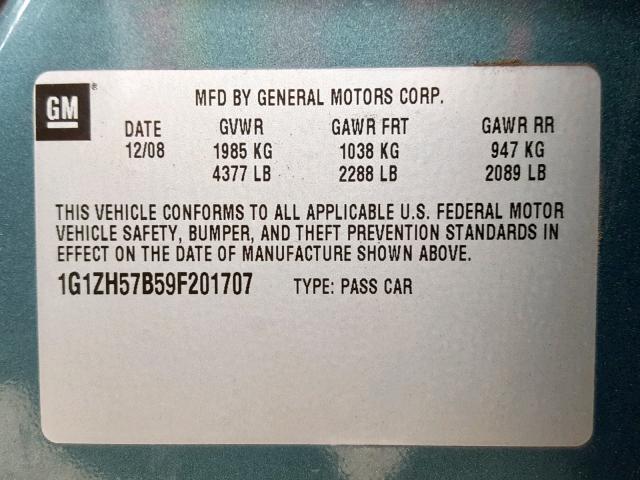 GM®
MFD BY GENERAL MOTORS CORP.
DATE GVWR GAWR FRT GAWR RR
12/08 1985 KG 1038 KG 947 KG
4377 LB 2288 LB 2089 LB
THIS VEHICLE CONFORMS TO ALL APPLICABLE U.S. FEDERAL MOTOR
VEHICLE SAFETY, BUMPER, AND THEFT PREVENTION STANDARDS IN
EFFECT ON THE DATE OF MANUFACTURE SHOWN ABOVE.
1G1ZH57B59F201707 TYPE: PASS CAR